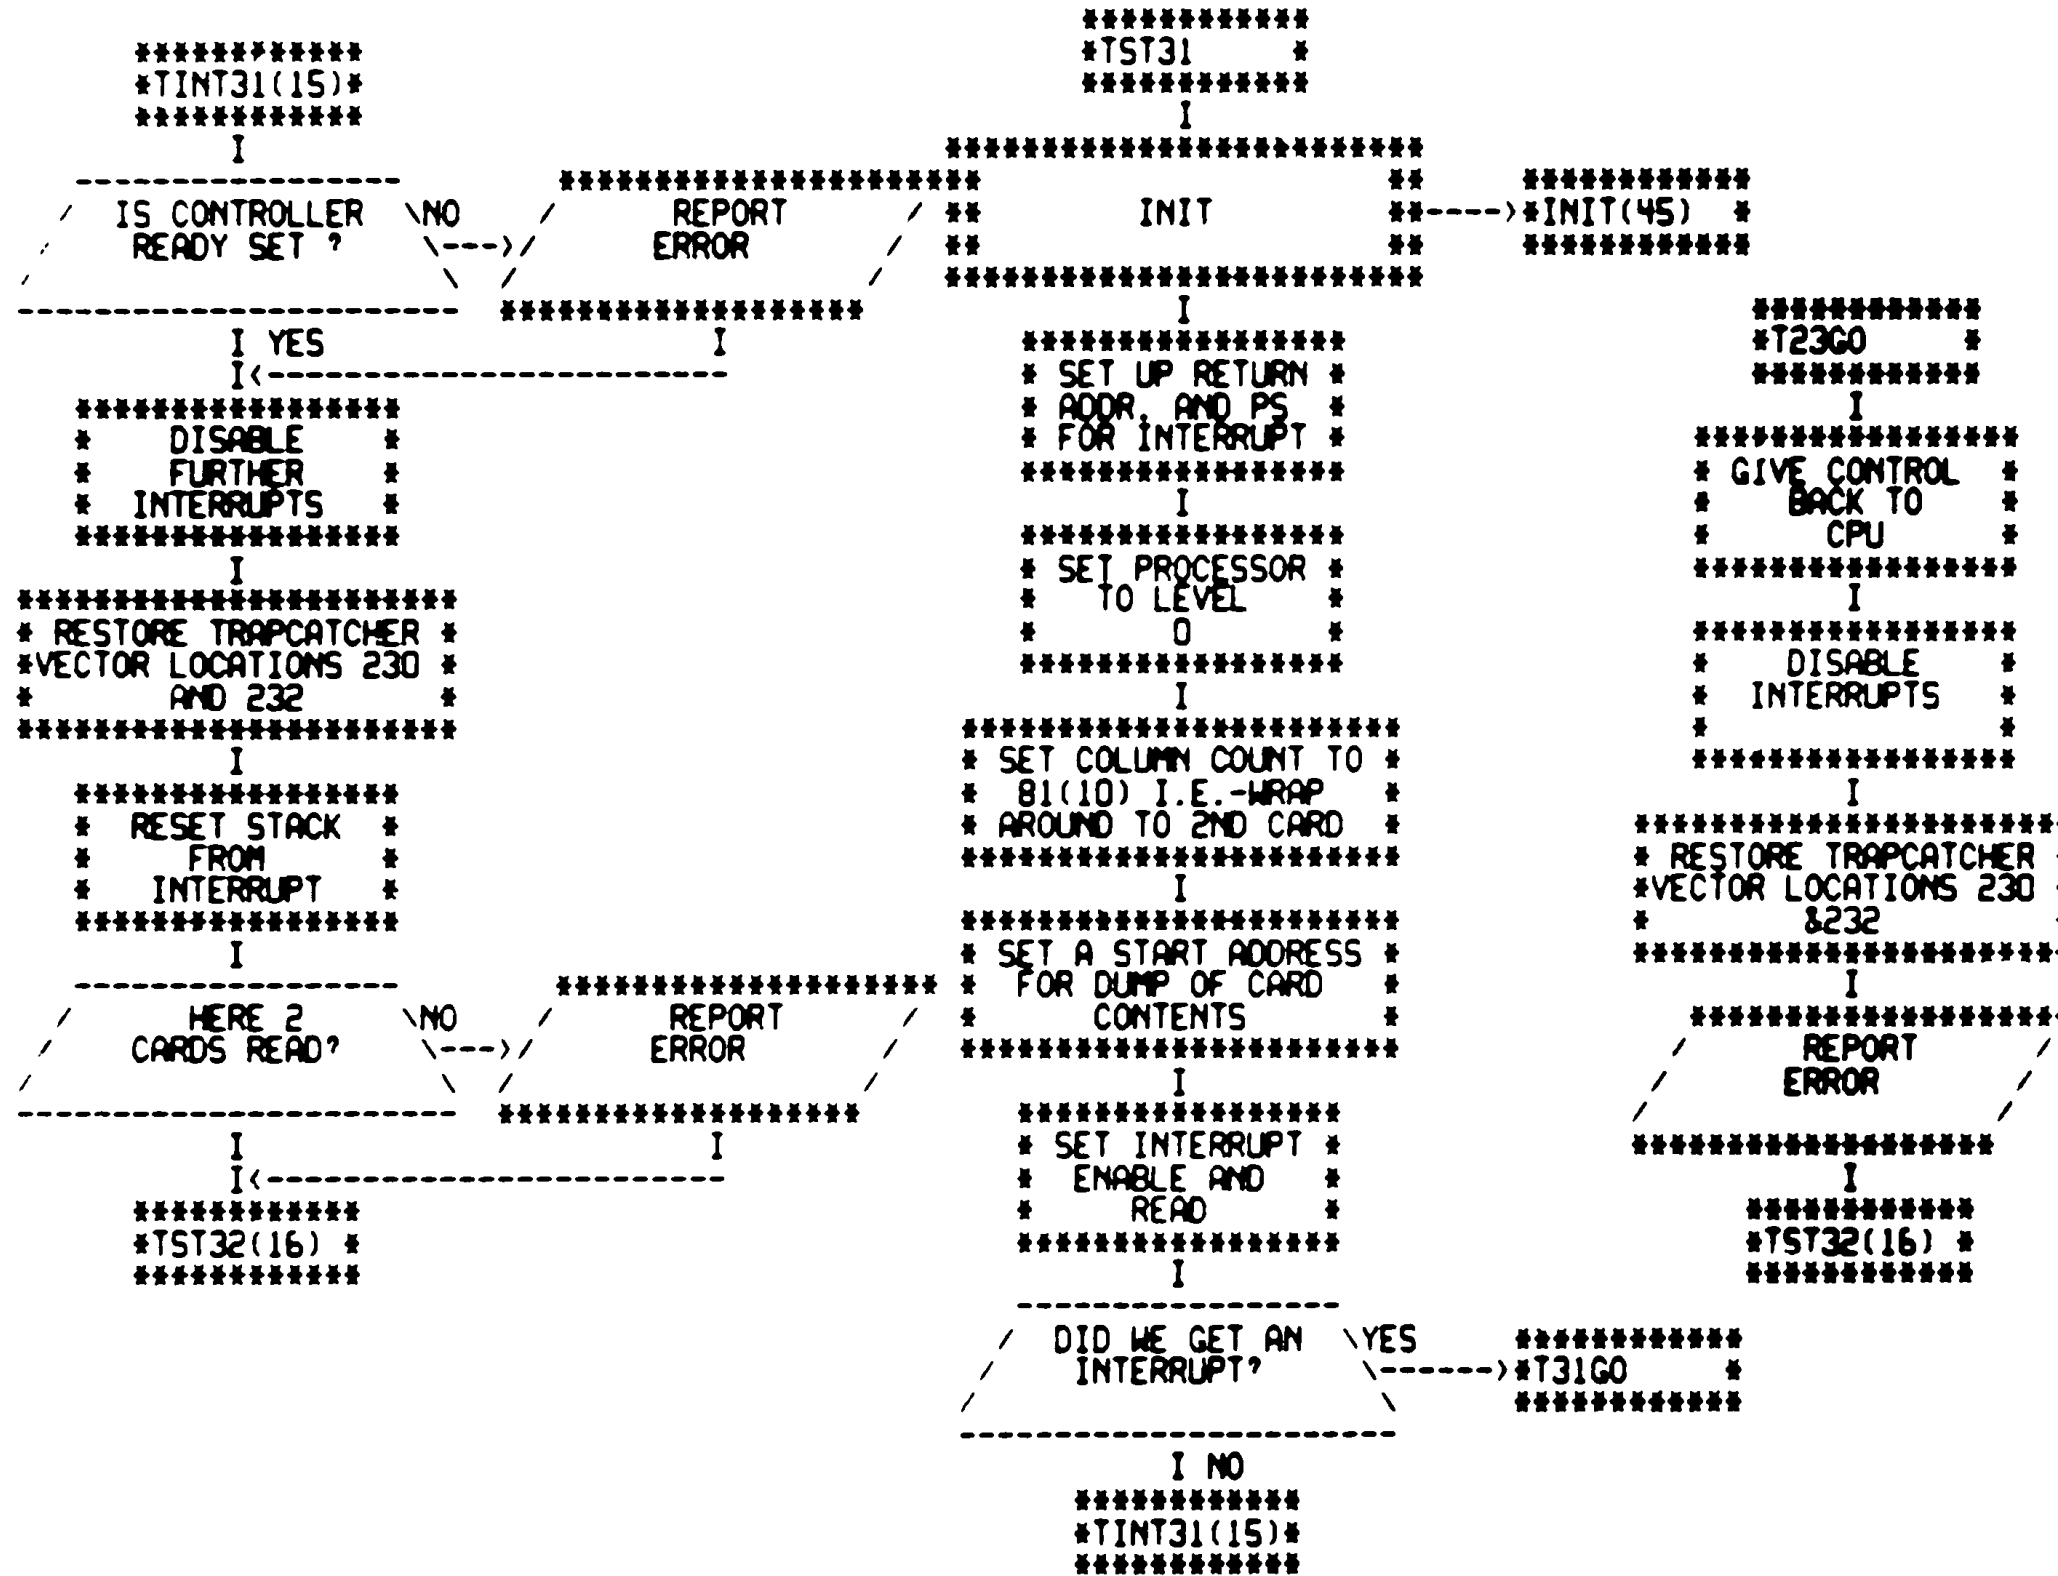 TINT31(15)
IS CONTROLLER
READY SET ?
NO
REPORT
ERROR
YES
DISABLE
FURTHER
INTERRUPTS
RESTORE TRAPCATCHER
VECTOR LOCATIONS 230
AND 232
RESET STACK
FROM
INTERRUPT
HERE 2
CARDS READ?
NO
REPORT
ERROR
TST32(16)
TST31
INIT
INIT(45)
SET UP RETURN
ADDR. AND PS
FOR INTERRUPT
SET PROCESSOR
TO LEVEL
0
SET COLUMN COUNT TO
81(10) I.E.-WRAP
AROUND TO 2ND CARD
SET A START ADDRESS
FOR DUMP OF CARD
CONTENTS
SET INTERRUPT
ENABLE AND
READ
DID WE GET AN
INTERRUPT?
YES
T31GO
NO
TINT31(15)
T23GO
GIVE CONTROL
BACK TO
CPU
DISABLE
INTERRUPTS
RESTORE TRAPCATCHER
VECTOR LOCATIONS 230
&232
REPORT
ERROR
TST32(16)